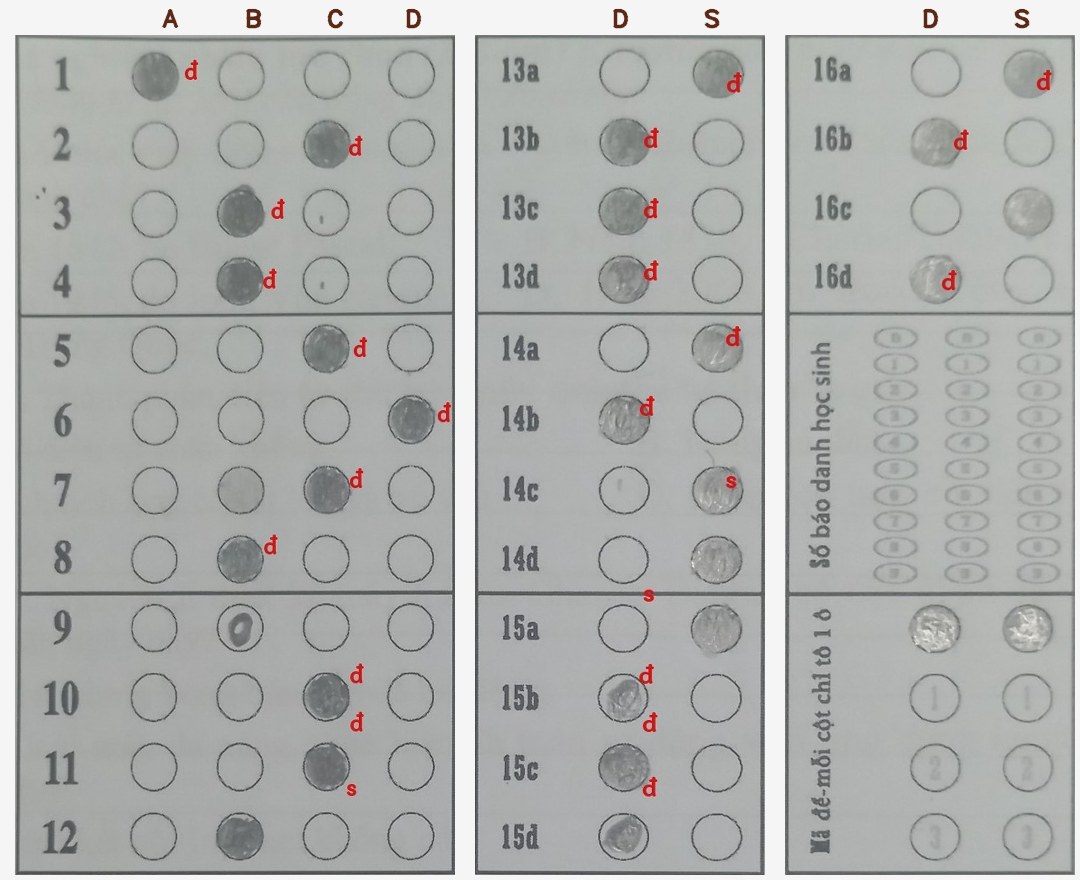 A B C D
1 đ
2 đ
3 đ
4 đ
5 đ
6 đ
7 đ
8 đ
9
10 đ
đ
11
s
12
D S
13a đ
13b đ
13c đ
13d đ
14a đ
14b đ
14c s
14d
s
15a
15b đ
đ
15c
đ
15d
D S
16a đ
16b đ
16c
16d đ
Số báo danh học sinh
0 0 0
1 1 1
2 2 2
3 3 3
4 4 4
5 5 5
6 6 6
7 7 7
8 8 8
9 9 9
Mã đề-mỗi cột chỉ tô 1 ô
1 1
2 2
3 3